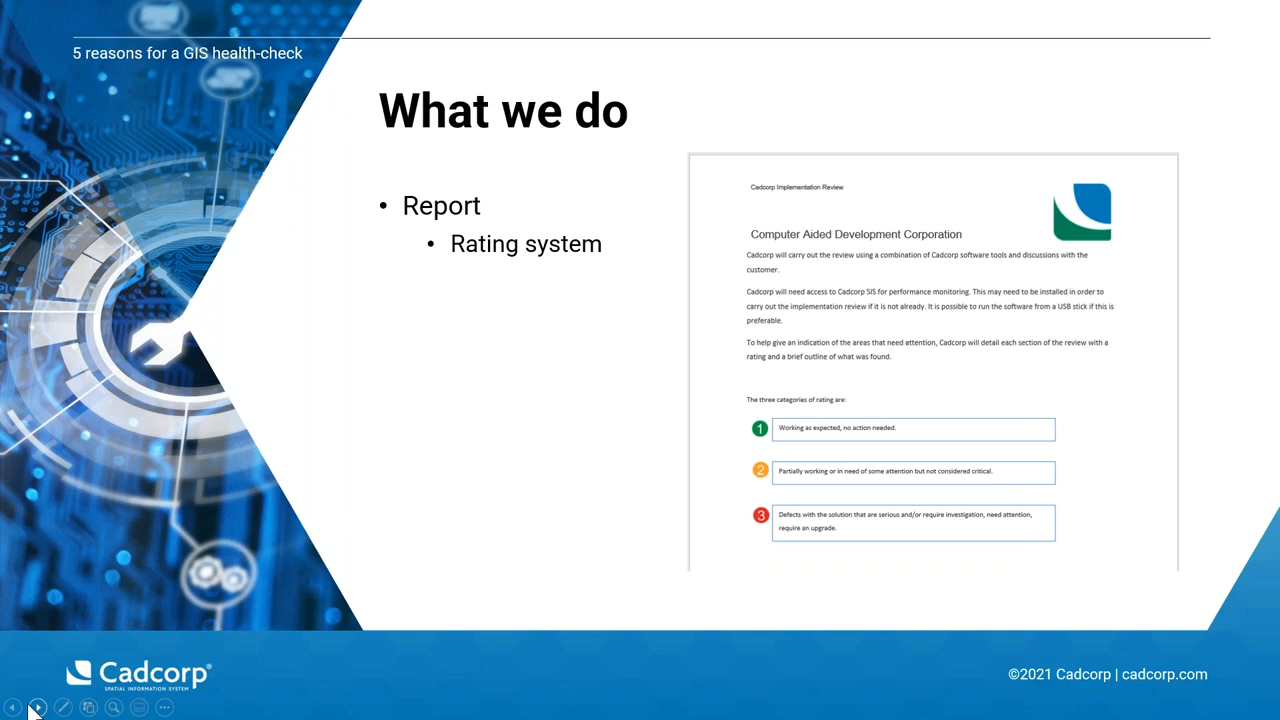 5 reasons for a GIS health-check
What we do
• Report
• Rating system
Cadcorp Implementation Review
Computer Aided Development Corporation
Cadcorp will carry out the review using a combination of Cadcorp software tools and discussions with the
customer.
Cadcorp will need access to Cadcorp SIS for performance monitoring. This may need to be installed in order to
carry out the implementation review if it is not already. It is possible to run the software from a USB stick if this is
preferable.
To help give an indication of the areas that need attention, Cadcorp will detail each section of the review with a
rating and a brief outline of what was found.
The three categories of rating are:
1 Working as expected, no action needed.
2 Partially working or in need of some attention but not considered critical.
3 Defects with the solution that are serious and/or require investigation, need attention,
require an upgrade.
Cadcorp®
SPATIAL INFORMATION SYSTEM
©2021 Cadcorp | cadcorp.com